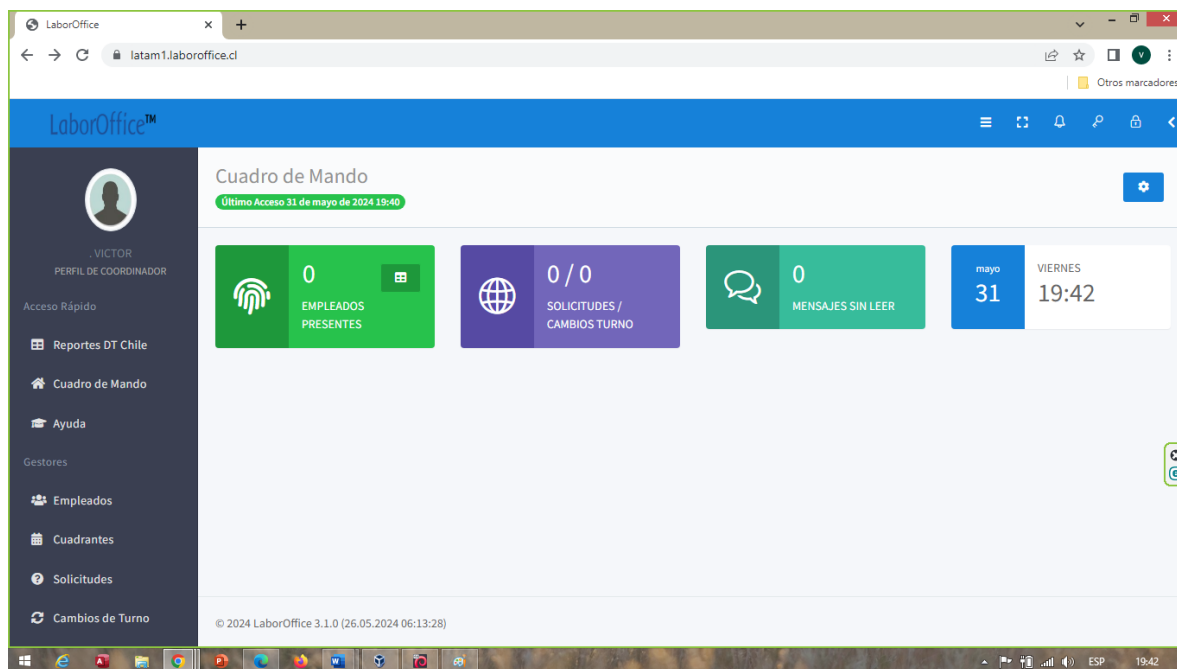 LaborOffice
latam1.laboroffice.cl
V
Otros marcadores
LaborOffice™
Cuadro de Mando
Último Acceso 31 de mayo de 2024 19:40
. VICTOR
PERFIL DE COORDINADOR
Acceso Rápido
Reportes DT Chile
Cuadro de Mando
Ayuda
Gestores
Empleados
Cuadrantes
Solicitudes
Cambios de Turno
0
EMPLEADOS
PRESENTES
0 / 0
SOLICITUDES /
CAMBIOS TURNO
0
MENSAJES SIN LEER
mayo
31
VIERNES
19:42
© 2024 LaborOffice 3.1.0 (26.05.2024 06:13:28)
ESP
19:42